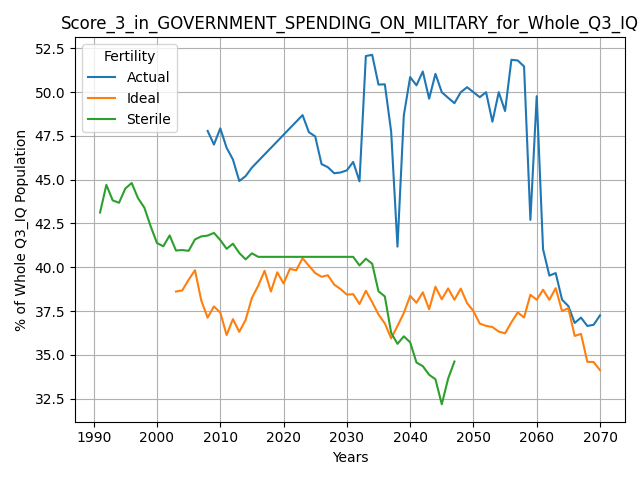 Score_3_in_GOVERNMENT_SPENDING_ON_MILITARY_for_Whole_Q3_IQ
Fertility
Actual
Ideal
Sterile
% of Whole Q3_IQ Population
52.5
50.0
47.5
45.0
42.5
40.0
37.5
35.0
32.5
1990 2000 2010 2020 2030 2040 2050 2060 2070
Years